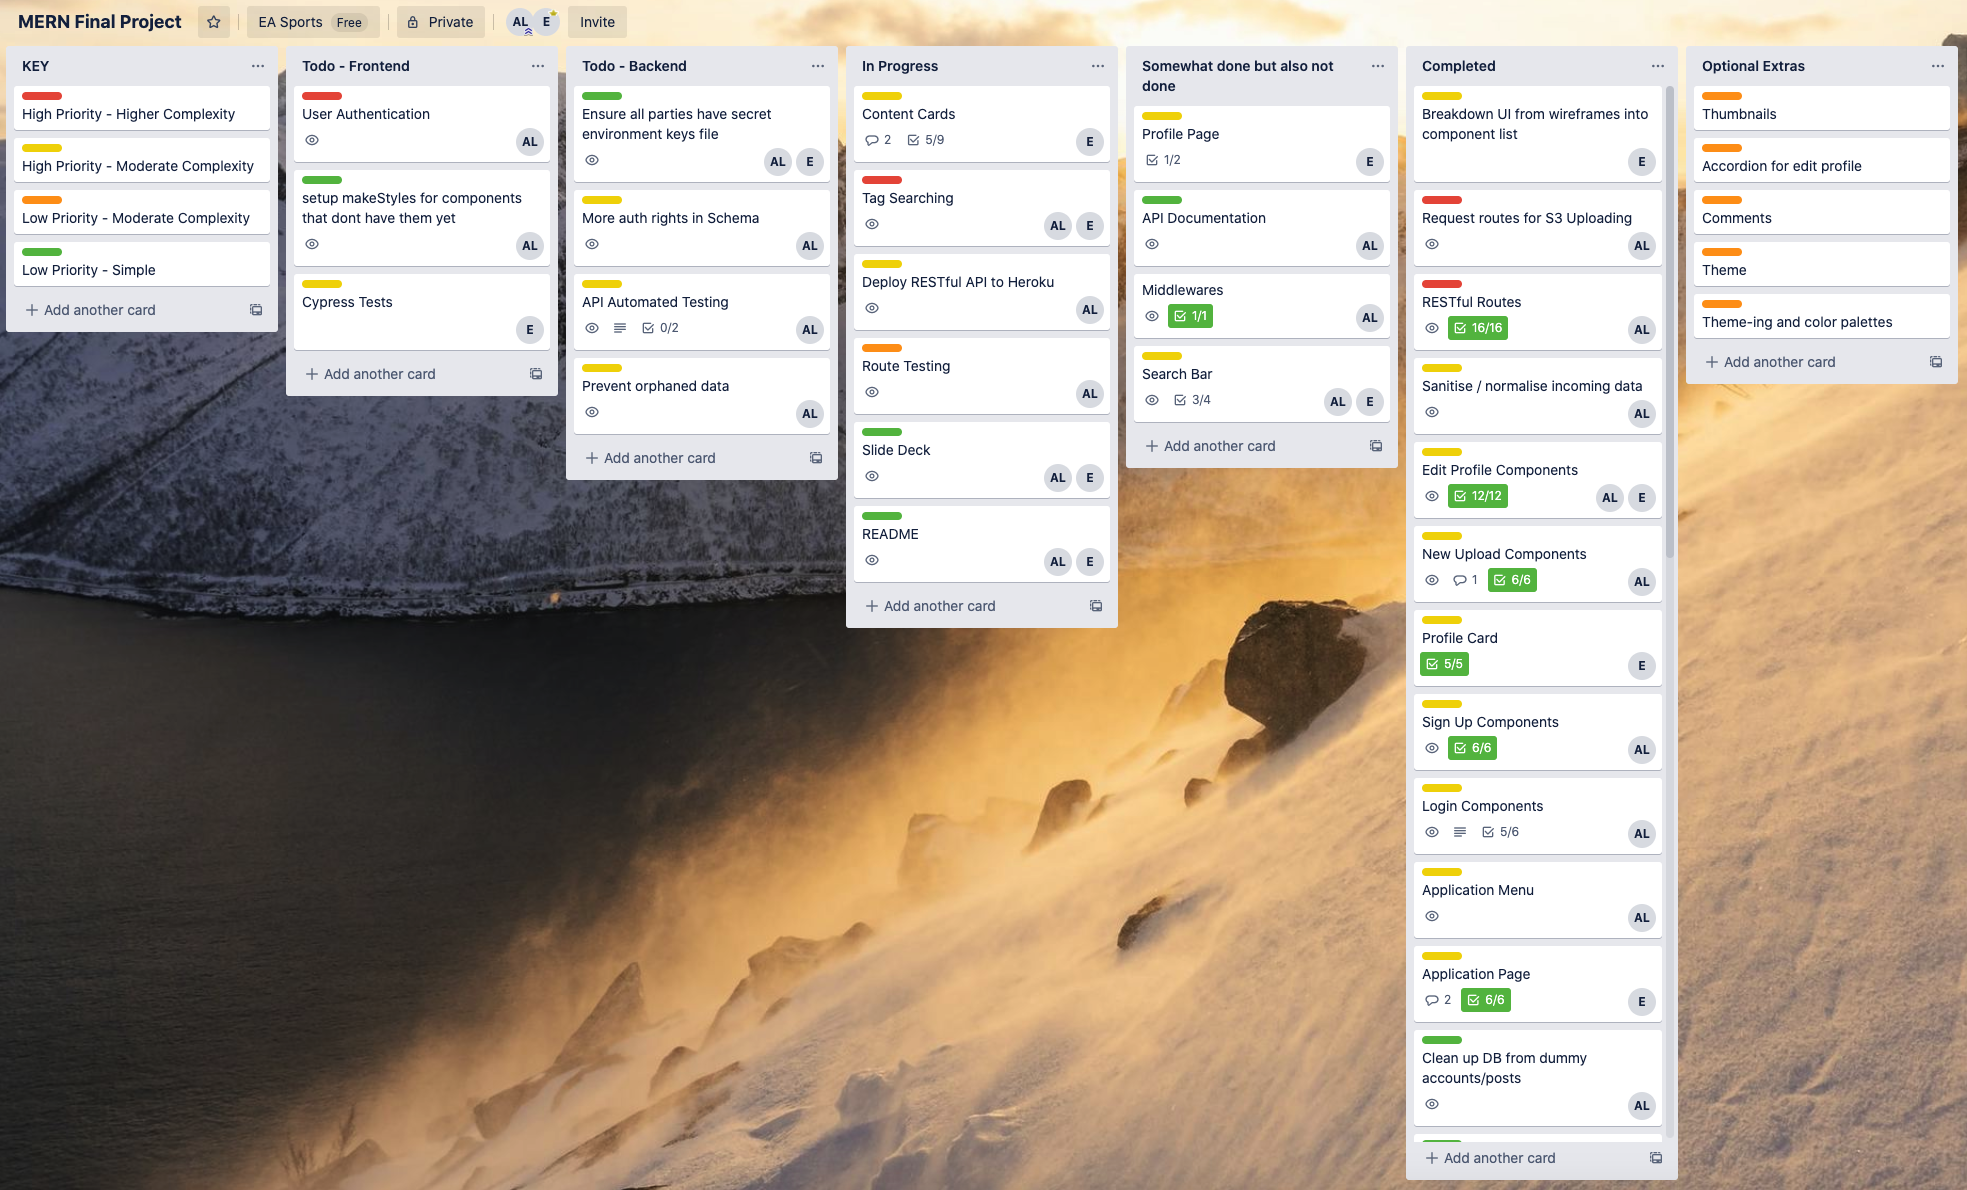 MERN Final Project
EA Sports Free
Private
AL E
Invite
KEY
High Priority - Higher Complexity
High Priority - Moderate Complexity
Low Priority - Moderate Complexity
Low Priority - Simple
Add another card
Todo - Frontend
User Authentication
AL
setup makeStyles for components
that dont have them yet
AL
Cypress Tests
E
Add another card
Todo - Backend
Ensure all parties have secret
environment keys file
AL E
More auth rights in Schema
AL
API Automated Testing
0/2 AL
Prevent orphaned data
AL
Add another card
In Progress
Content Cards
2 5/9 E
Tag Searching
AL E
Deploy RESTful API to Heroku
AL
Route Testing
AL
Slide Deck
AL E
README
AL E
Add another card
Somewhat done but also not
done
Profile Page
1/2 E
API Documentation
AL
Middlewares
1/1 AL
Search Bar
3/4 AL E
Add another card
Completed
Breakdown UI from wireframes into
component list
E
Request routes for S3 Uploading
AL
RESTful Routes
16/16 AL
Sanitise / normalise incoming data
AL
Edit Profile Components
12/12 AL E
New Upload Components
1 6/6 AL
Profile Card
5/5 E
Sign Up Components
6/6 AL
Login Components
5/6 AL
Application Menu
AL
Application Page
2 6/6 E
Clean up DB from dummy
accounts/posts
AL
Add another card
Optional Extras
Thumbnails
Accordion for edit profile
Comments
Theme
Theme-ing and color palettes
Add another card